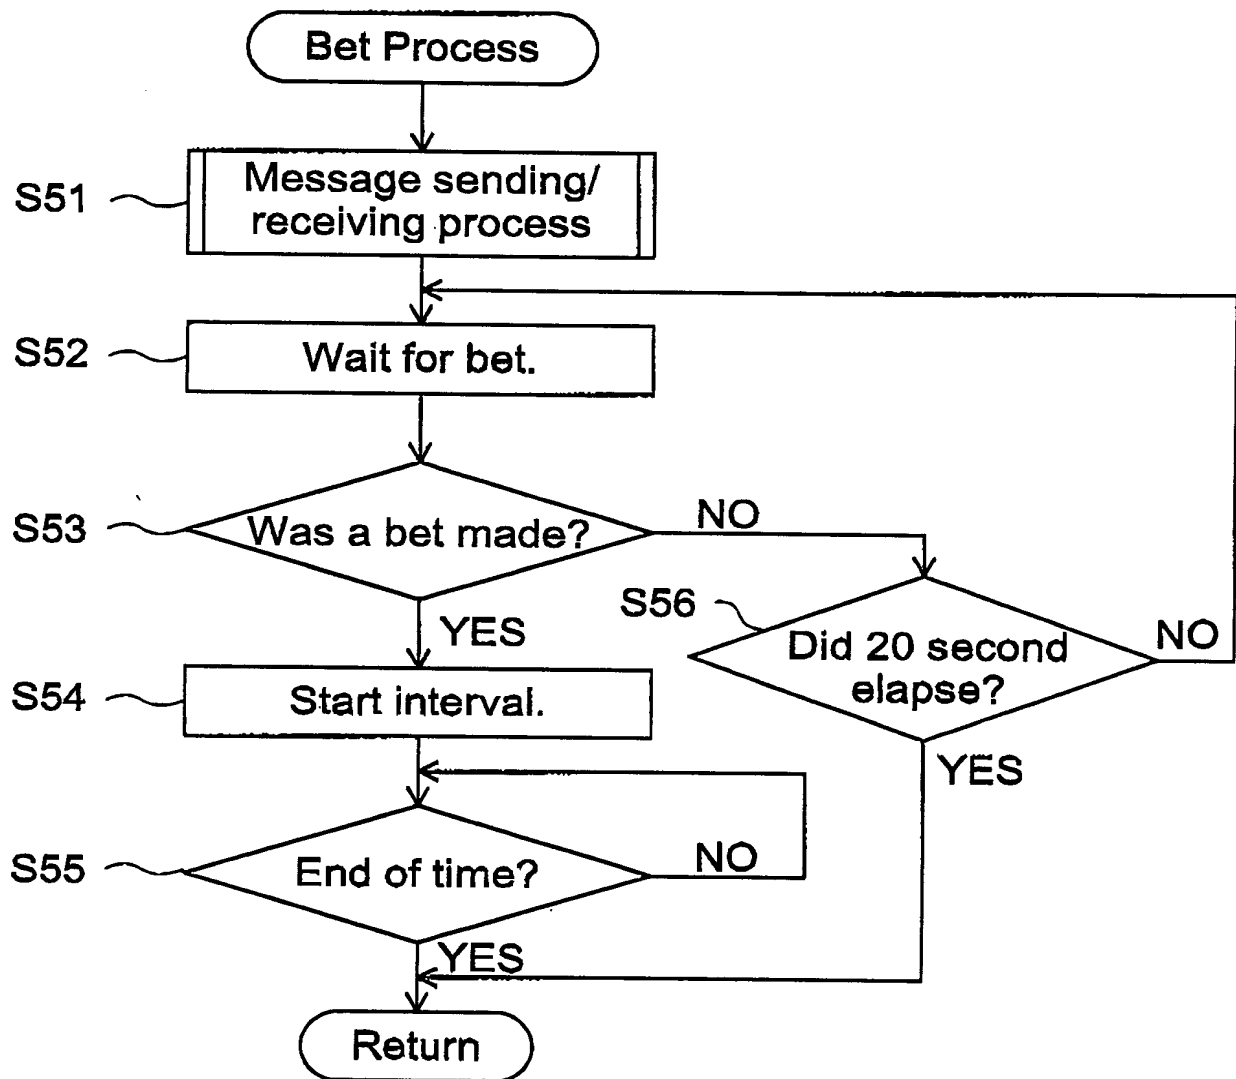 Bet Process
S51
Message sending/
receiving process
S52
Wait for bet.
S53
Was a bet made?
NO
YES
S56
Did 20 second
elapse?
NO
YES
S54
Start interval.
S55
End of time?
NO
YES
Return